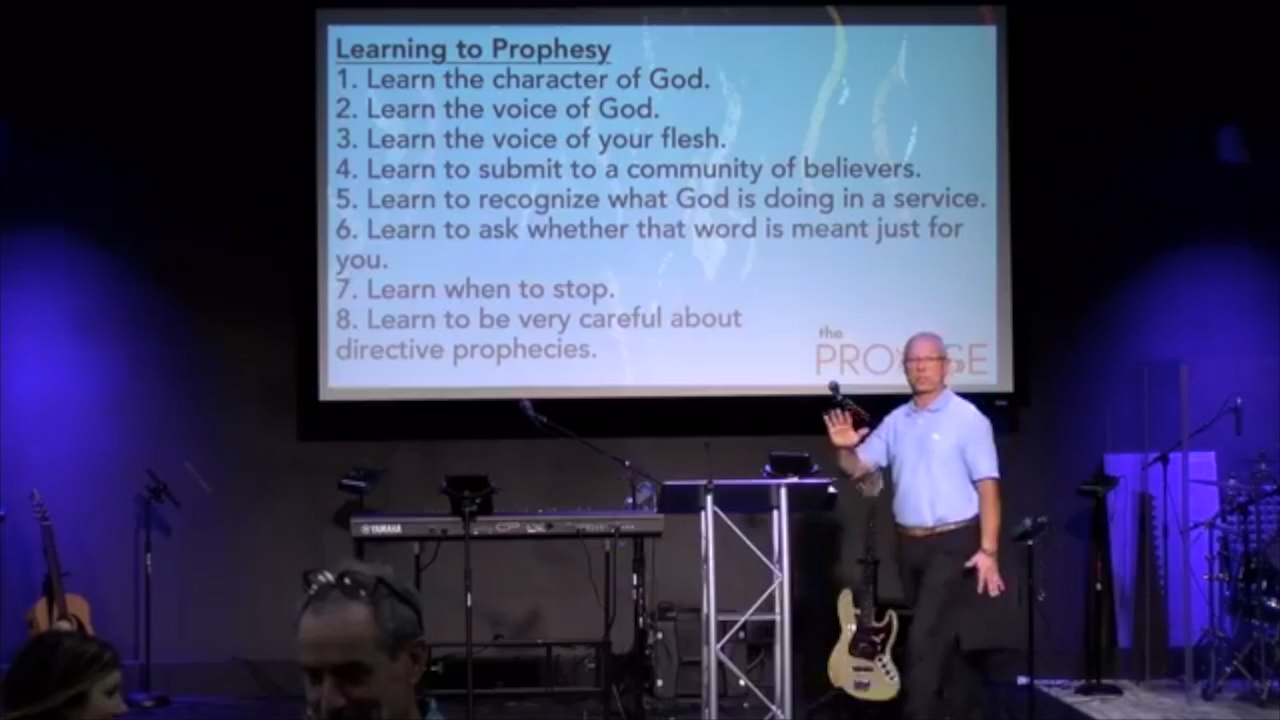 Learning to Prophesy
1. Learn the character of God.
2. Learn the voice of God.
3. Learn the voice of your flesh.
4. Learn to submit to a community of believers.
5. Learn to recognize what God is doing in a service.
6. Learn to ask whether that word is meant just for
you.
7. Learn when to stop.
8. Learn to be very careful about
directive prophecies.
the
YAMAHA